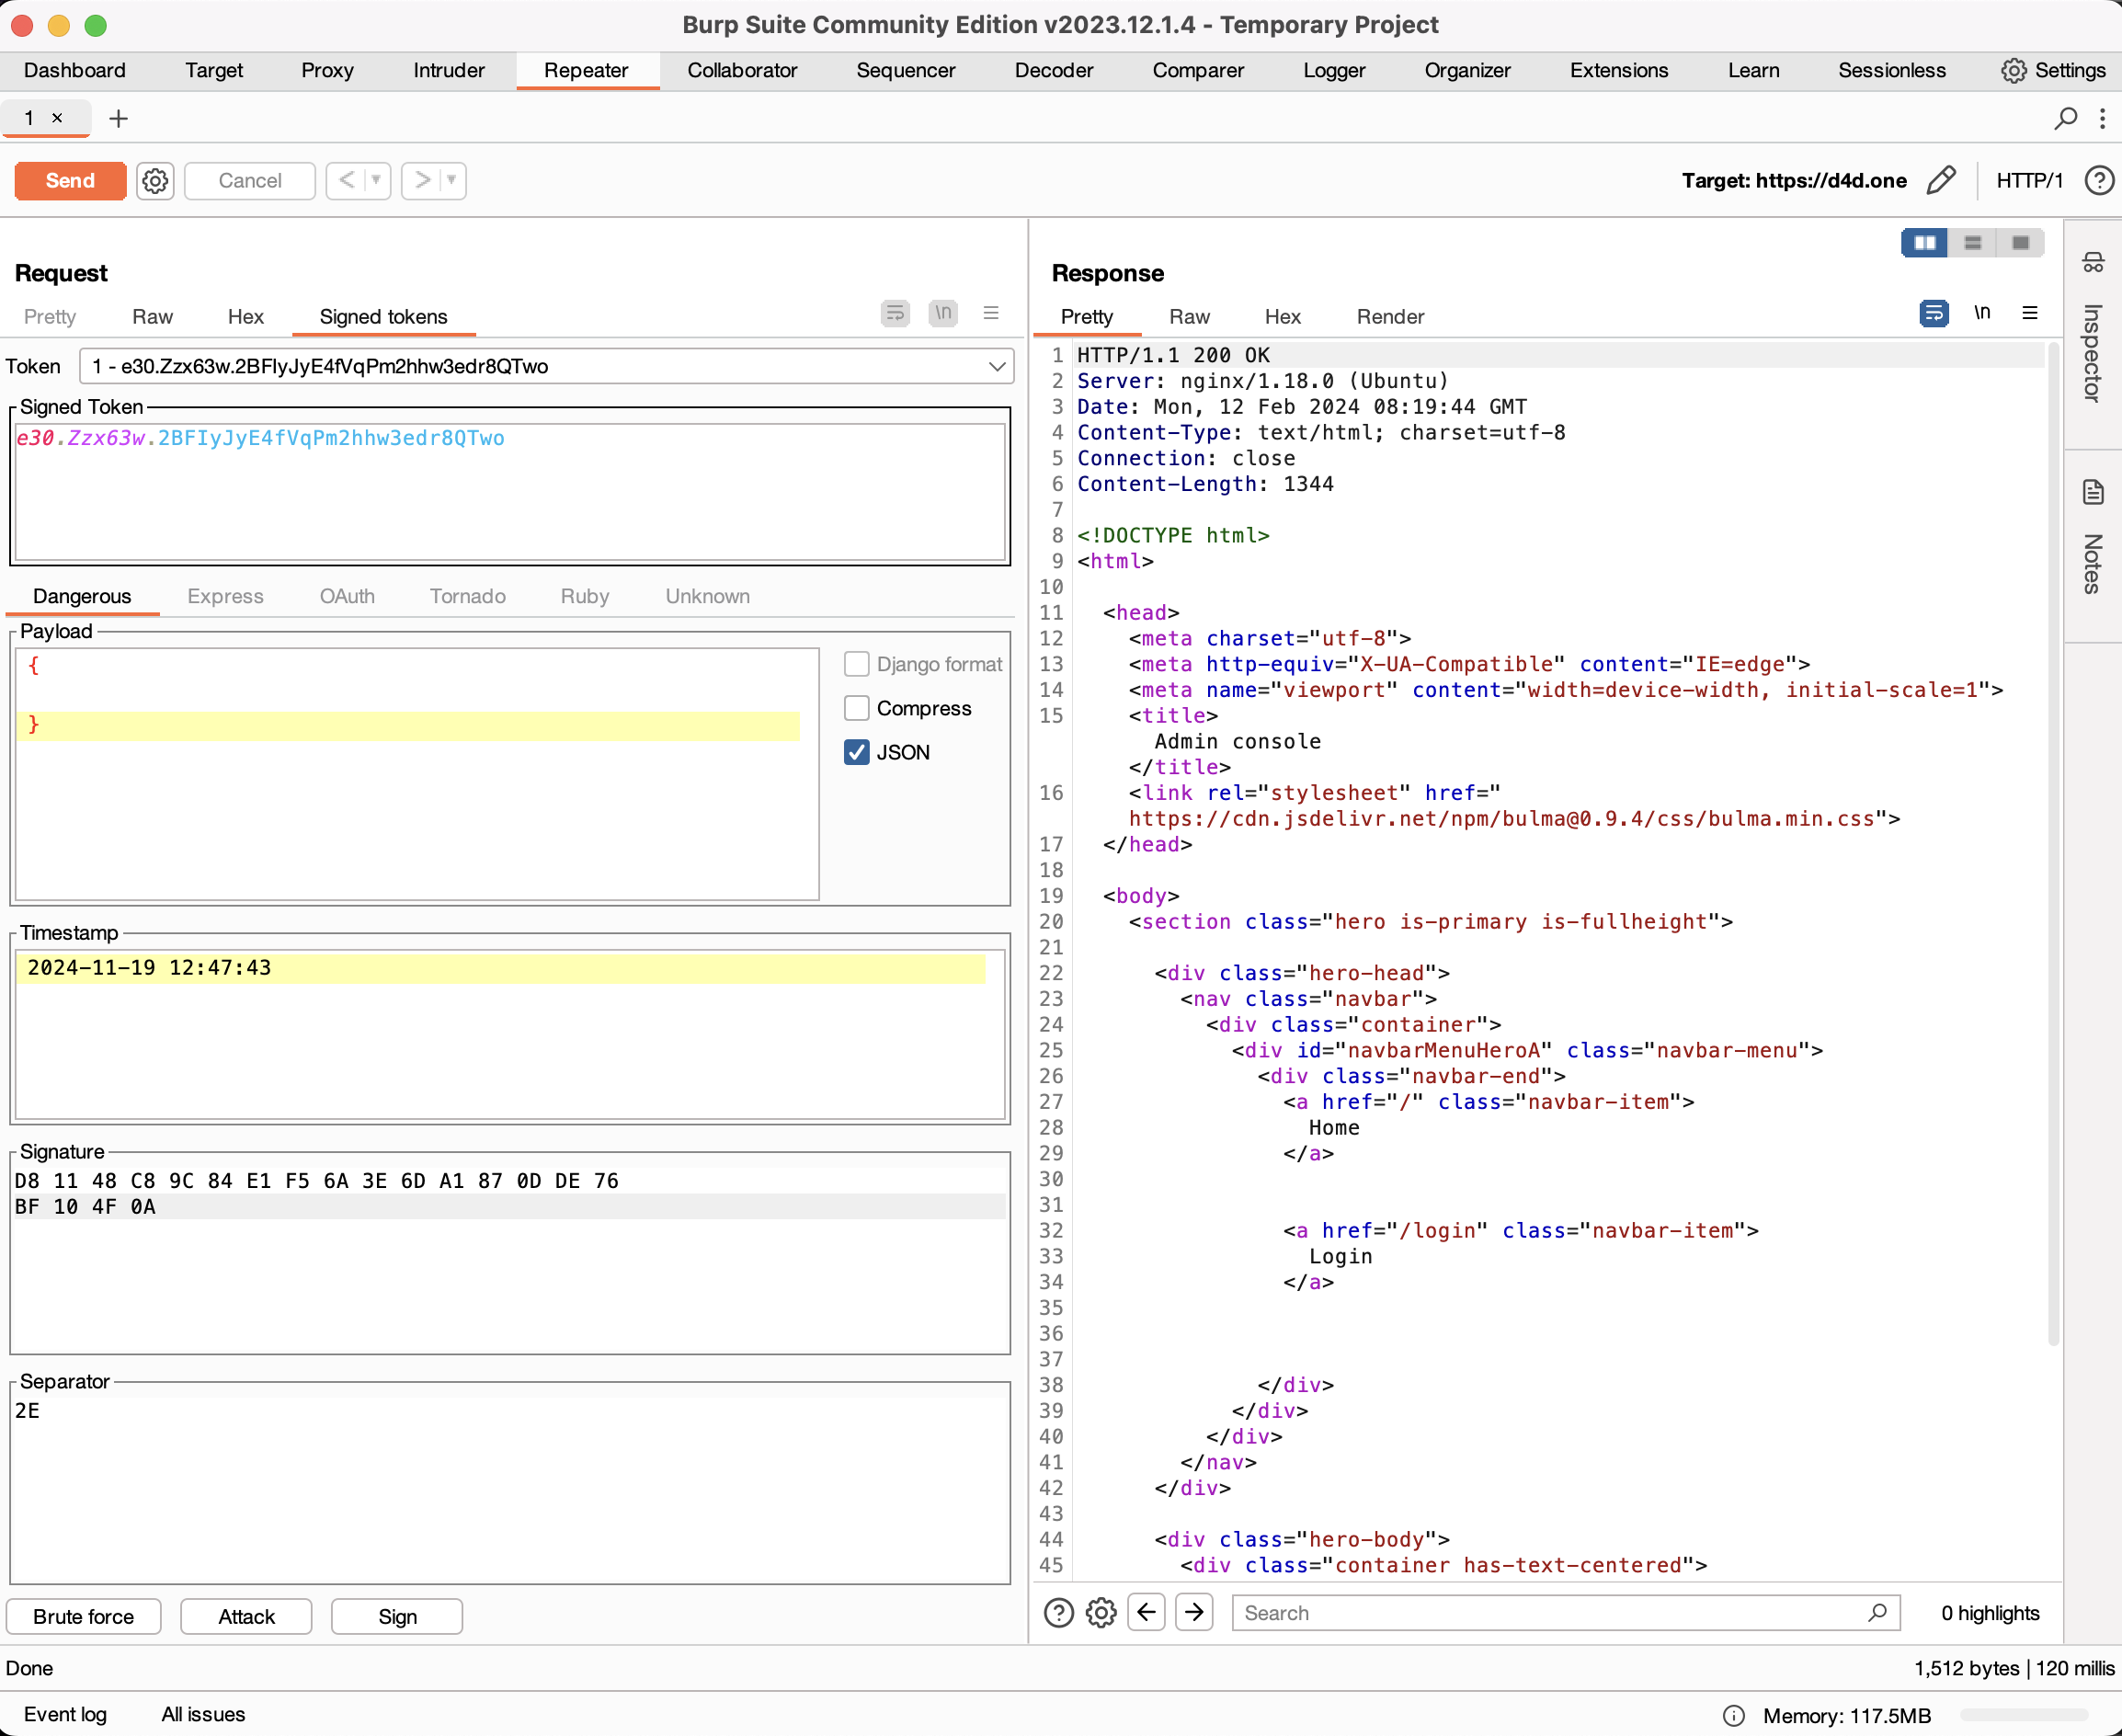 Burp Suite Community Edition v2023.12.1.4 - Temporary Project
Dashboard Target Proxy Intruder Repeater Collaborator Sequencer Decoder Comparer Logger Organizer Extensions Learn Sessionless Settings
1 × +
Send Cancel < > Target: https://d4d.one HTTP/1 ?
Request
Pretty Raw Hex Signed tokens \n
Token 1 - e30.Zzx63w.2BFIyJyE4fVqPm2hhw3edr8QTwo
Signed Token
e30.Zzx63w.2BFIyJyE4fVqPm2hhw3edr8QTwo
Dangerous Express OAuth Tornado Ruby Unknown
Payload
{
}
Django format
Compress
JSON
Timestamp
2024-11-19 12:47:43
Signature
D8 11 48 C8 9C 84 E1 F5 6A 3E 6D A1 87 0D DE 76
BF 10 4F 0A
Separator
2E
Brute force Attack Sign
Response
Pretty Raw Hex Render \n
1 HTTP/1.1 200 OK
2 Server: nginx/1.18.0 (Ubuntu)
3 Date: Mon, 12 Feb 2024 08:19:44 GMT
4 Content-Type: text/html; charset=utf-8
5 Connection: close
6 Content-Length: 1344
7
8 <!DOCTYPE html>
9 <html>
10
11 <head>
12 <meta charset="utf-8">
13 <meta http-equiv="X-UA-Compatible" content="IE=edge">
14 <meta name="viewport" content="width=device-width, initial-scale=1">
15 <title>
Admin console
</title>
16 <link rel="stylesheet" href="
https://cdn.jsdelivr.net/npm/bulma@0.9.4/css/bulma.min.css">
17 </head>
18
19 <body>
20 <section class="hero is-primary is-fullheight">
21
22 <div class="hero-head">
23 <nav class="navbar">
24 <div class="container">
25 <div id="navbarMenuHeroA" class="navbar-menu">
26 <div class="navbar-end">
27 <a href="/" class="navbar-item">
28 Home
29 </a>
30
31
32 <a href="/login" class="navbar-item">
33 Login
34 </a>
35
36
37
38 </div>
39 </div>
40 </div>
41 </nav>
42 </div>
43
44 <div class="hero-body">
45 <div class="container has-text-centered">
? Search 0 highlights
Inspector
Notes
Done 1,512 bytes | 120 millis
Event log All issues Memory: 117.5MB